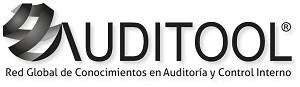 AUDITOOL®
Red Global de Conocimientos en Auditoría y Control Interno